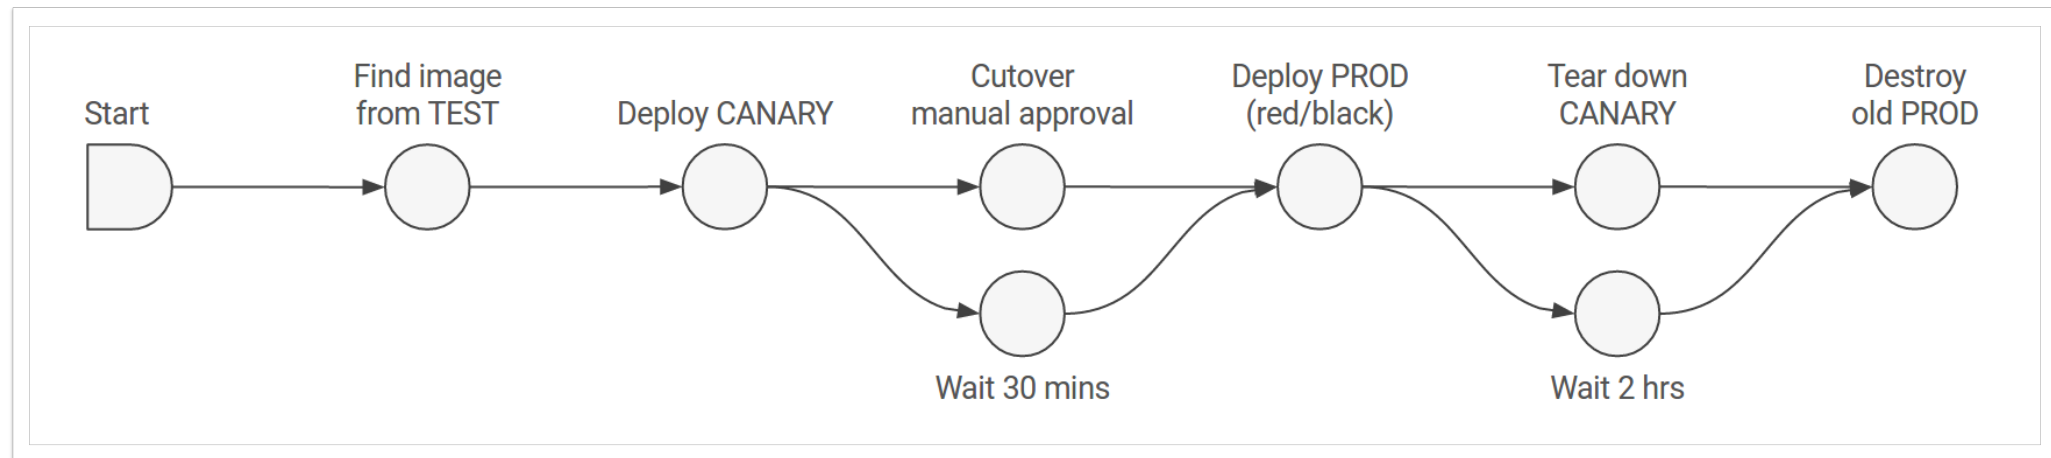 Start
Find image
from TEST
Deploy CANARY
Cutover
manual approval
Deploy PROD
(red/black)
Tear down
CANARY
Destroy
old PROD
Wait 30 mins
Wait 2 hrs